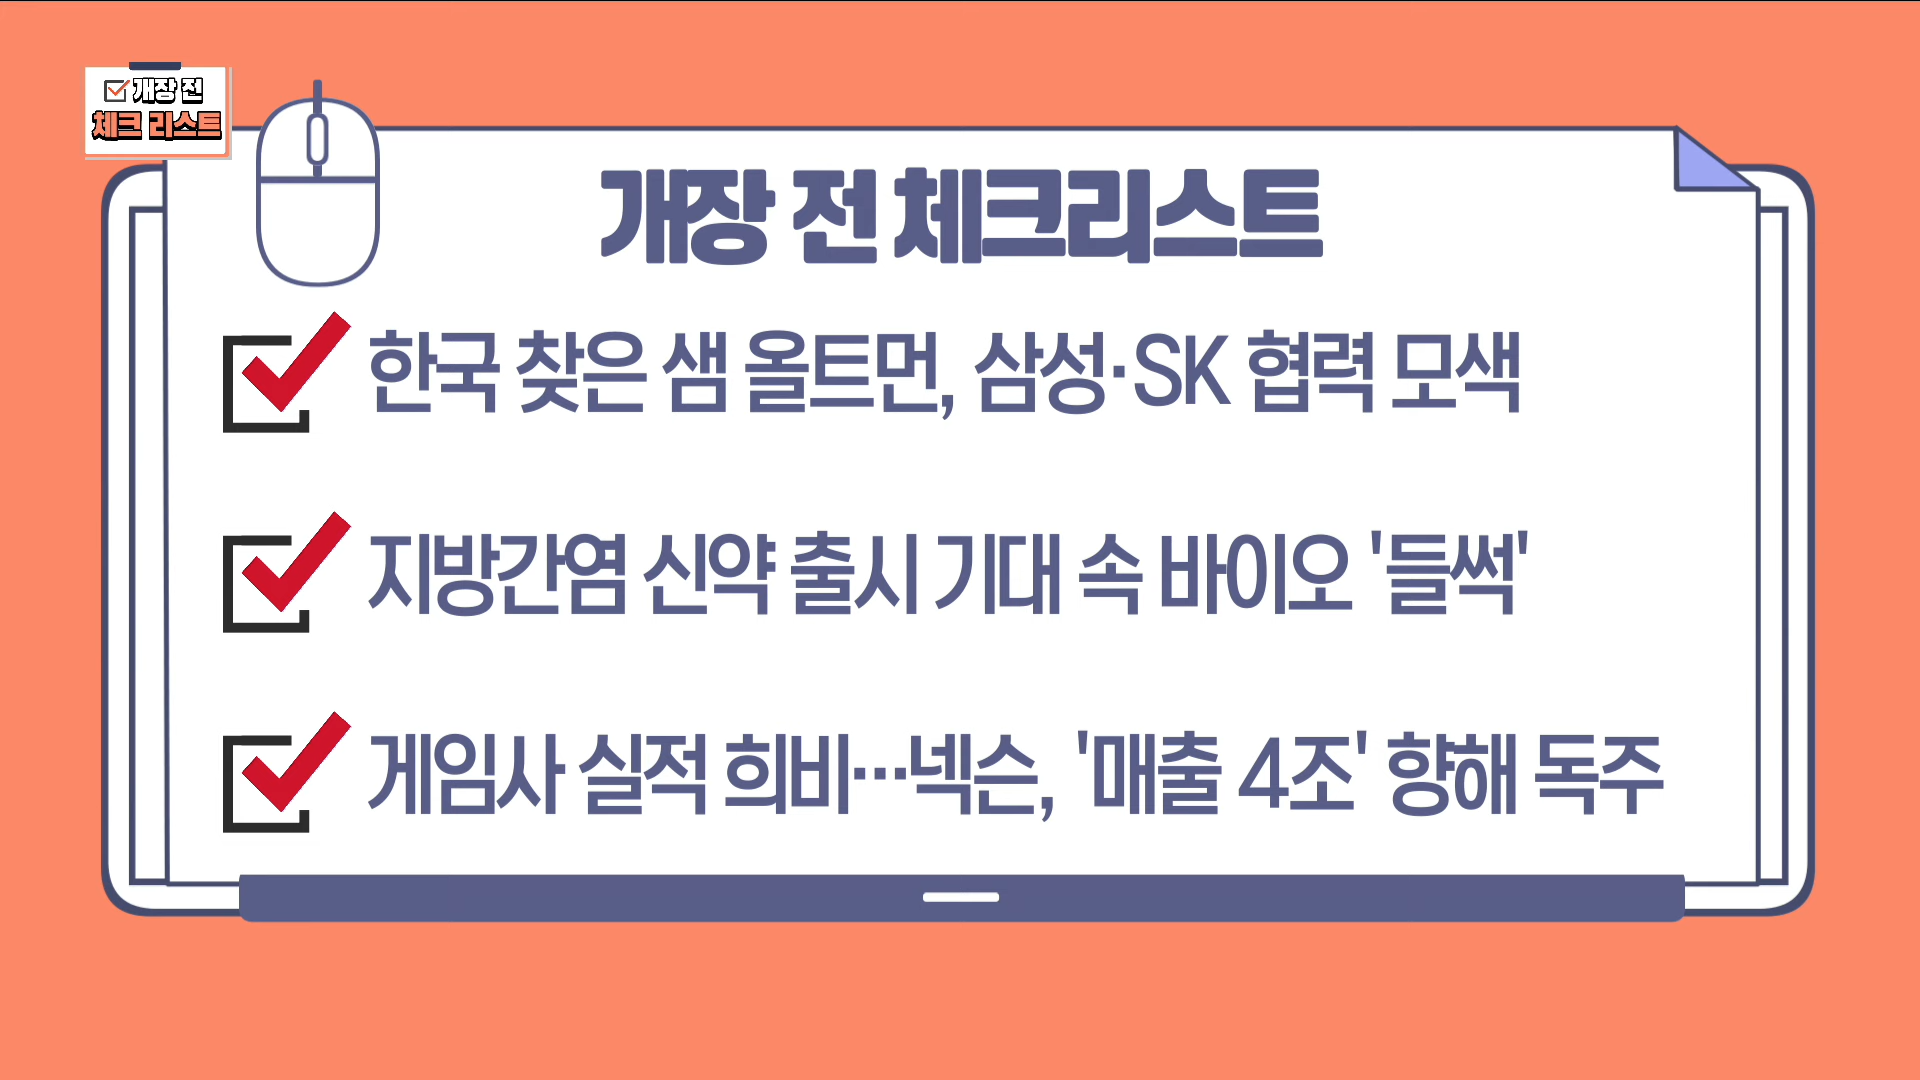 개장 전
체크 리스트
개장 전 체크리스트
한국 찾은 샘 올트먼, 삼성·SK 협력 모색
지방간염 신약 출시 기대 속 바이오 '들썩'
게임사 실적 희비…넥슨, '매출 4조' 향해 독주